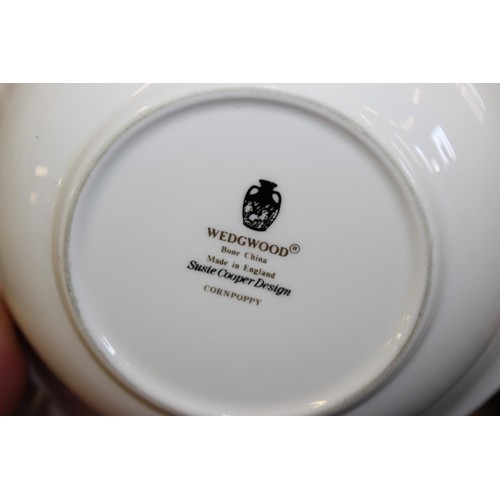 WEDGWOOD®
Bone China
Made in England
Susie Cooper Design
CORNPOPPY